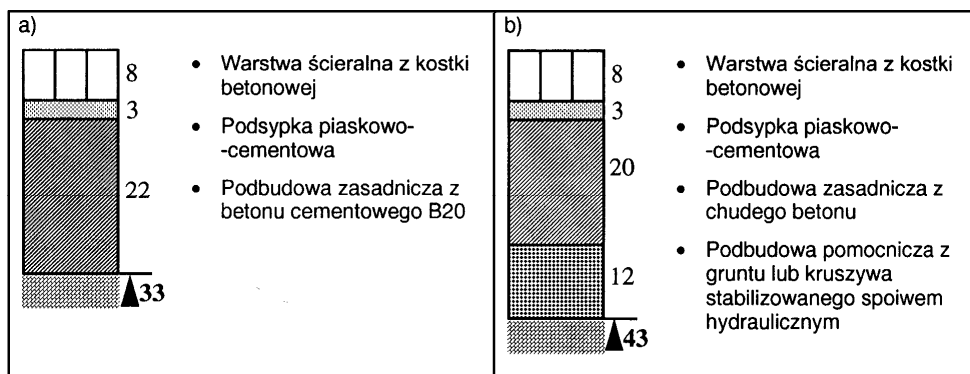 a)
8
3
22
33
• Warstwa ścieralna z kostki
betonowej
• Podsypka piaskowo-
-cementowa
• Podbudowa zasadnicza z
betonu cementowego B20
b)
8
3
20
12
43
• Warstwa ścieralna z kostki
betonowej
• Podsypka piaskowo-
-cementowa
• Podbudowa zasadnicza z
chudego betonu
• Podbudowa pomocnicza z
gruntu lub kruszywa
stabilizowanego spoiwem
hydraulicznym